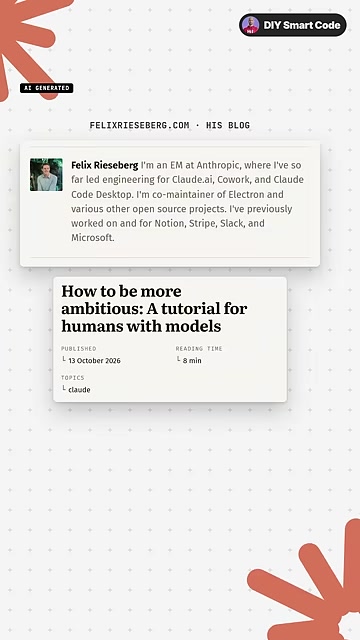 DIY Smart Code
AI GENERATED
FELIXRIESEBERG.COM · HIS BLOG
Felix Rieseberg I'm an EM at Anthropic, where I've so
far led engineering for Claude.ai, Cowork, and Claude
Code Desktop. I'm co-maintainer of Electron and
various other open source projects. I've previously
worked on and for Notion, Stripe, Slack, and
Microsoft.
How to be more
ambitious: A tutorial for
humans with models
PUBLISHED READING TIME
└ 13 October 2026 └ 8 min
TOPICS
└ claude